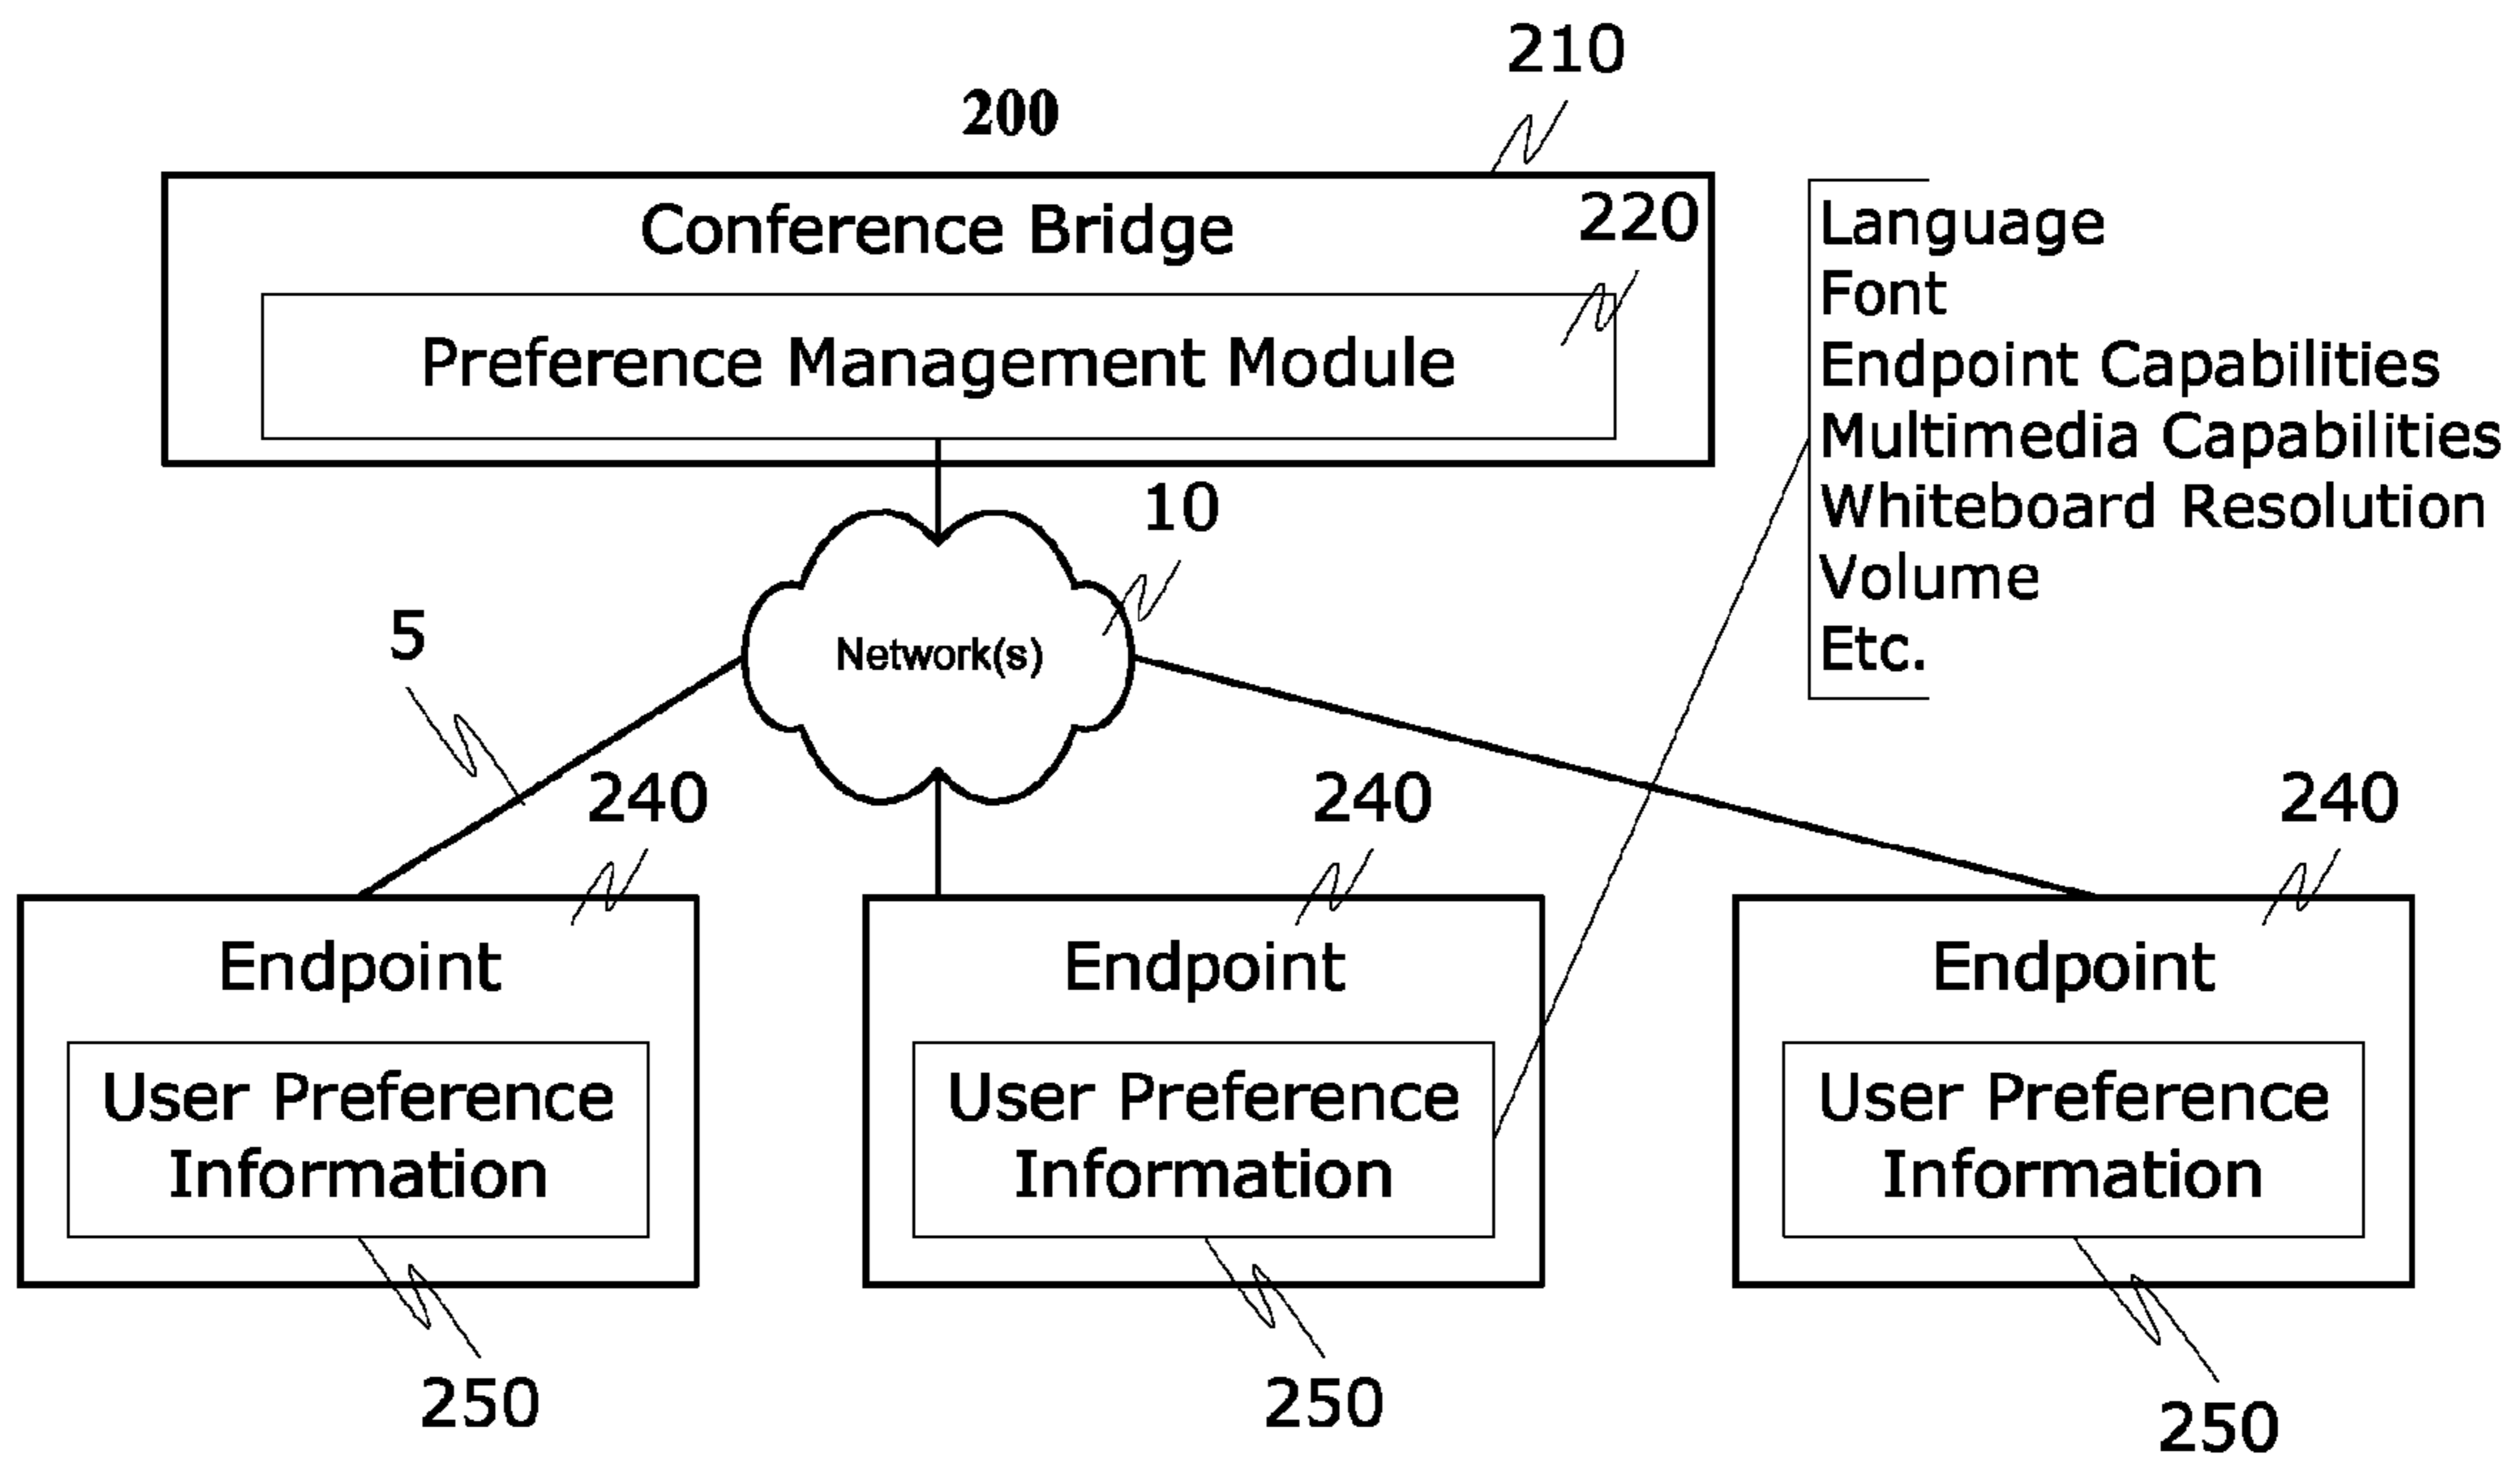 210
200
Conference Bridge
220
Preference Management Module
Language
Font
Endpoint Capabilities
Multimedia Capabilities
Whiteboard Resolution
Volume
Etc.
10
Network(s)
5
240
240
240
Endpoint
User Preference
Information
250
Endpoint
User Preference
Information
250
Endpoint
User Preference
Information
250